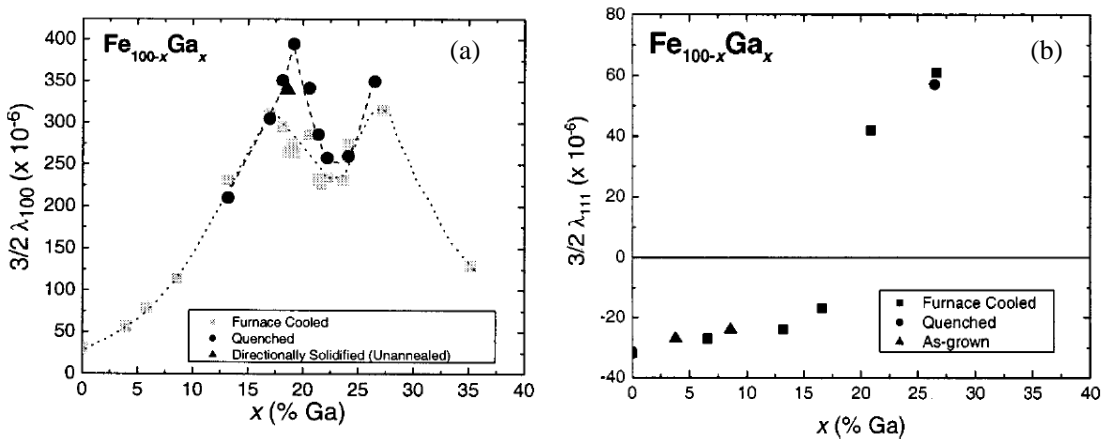 Fe100-xGax
(a)
400
350
300
250
200
150
100
50
0
3/2 λ100 (x 10-6)
Furnace Cooled
Quenched
Directionally Solidified (Unannealed)
0 5 10 15 20 25 30 35 40
x (% Ga)
Fe100-xGax
(b)
80
60
40
20
0
-20
-40
3/2 λ111 (x 10-6)
Furnace Cooled
Quenched
As-grown
0 5 10 15 20 25 30 35 40
x (% Ga)